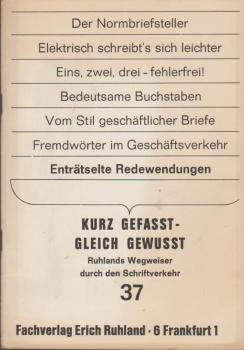 Der Normbriefsteller
Elektrisch schreibt's sich leichter
Eins, zwei, drei - fehlerfrei!
Bedeutsame Buchstaben
Vom Stil geschäftlicher Briefe
Fremdwörter im Geschäftsverkehr
Enträtselte Redewendungen
KURZ GEFASST-
GLEICH GEWUSST
Ruhlands Wegweiser
durch den Schriftverkehr
37
Fachverlag Erich Ruhland · 6 Frankfurt 1